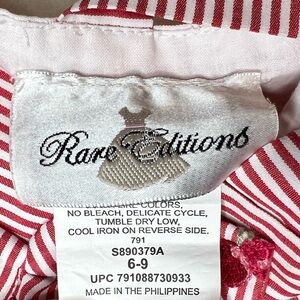 Rare Editions
COLORS,
NO BLEACH, DELICATE CYCLE,
TUMBLE DRY LOW,
COOL IRON ON REVERSE SIDE.
791
S890379A
6-9
UPC 791088730933
MADE IN THE PHILIPPINES